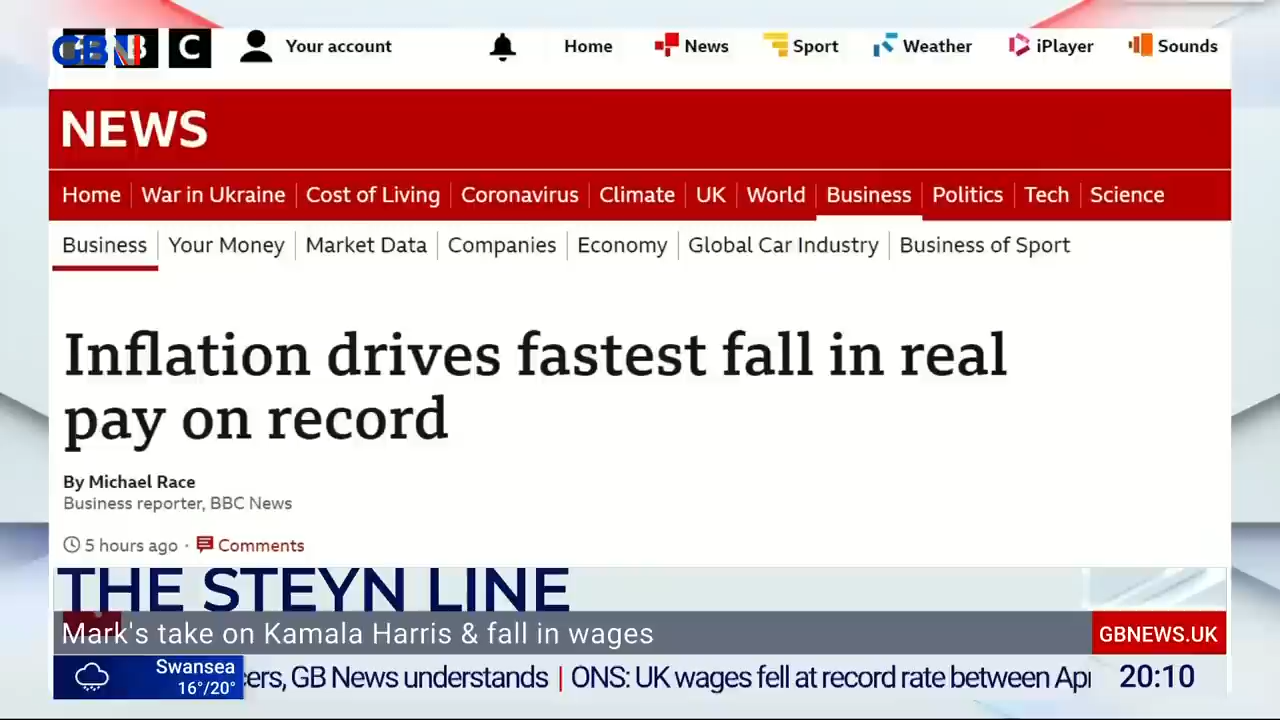 GBN
B C
Your account
Home
News
Sport
Weather
iPlayer
Sounds
NEWS
Home War in Ukraine Cost of Living Coronavirus Climate UK World Business Politics Tech Science
Business Your Money Market Data Companies Economy Global Car Industry Business of Sport
Inflation drives fastest fall in real
pay on record
By Michael Race
Business reporter, BBC News
5 hours ago · Comments
THE STEYN LINE
Mark's take on Kamala Harris & fall in wages
GBNEWS.UK
Swansea
16°/20°
cers, GB News understands | ONS: UK wages fell at record rate between Apr
20:10